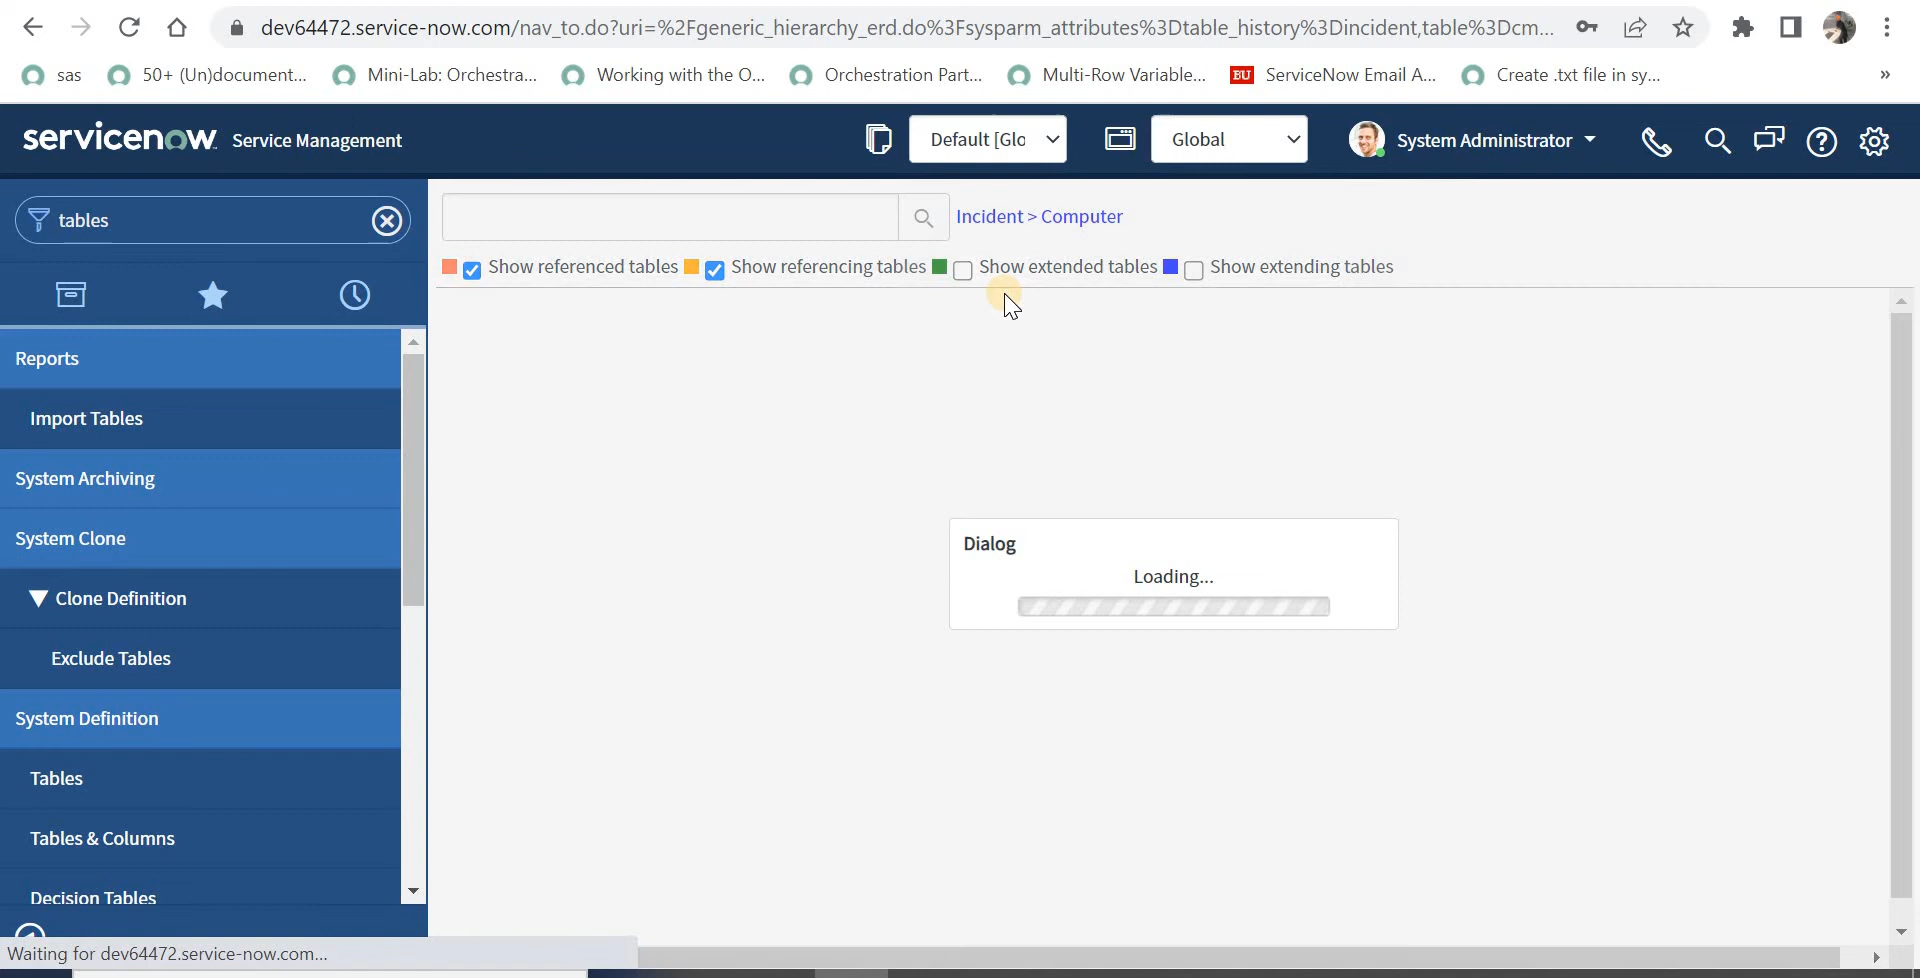 dev64472.service-now.com/nav_to.do?uri=%2Fgeneric_hierarchy_erd.do%3Fsysparm_attributes%3Dtable_history%3Dincident,table%3Dcm...
sas 50+ (Un)document... Mini-Lab: Orchestra... Working with the O... Orchestration Part... Multi-Row Variable... BU ServiceNow Email A... Create .txt file in sy... »
servicenow Service Management Default [Glo Global System Administrator
tables
Incident > Computer
Show referenced tables Show referencing tables Show extended tables Show extending tables
Reports
Import Tables
System Archiving
System Clone
Clone Definition
Exclude Tables
System Definition
Tables
Tables & Columns
Decision Tables
Dialog
Loading...
Waiting for dev64472.service-now.com...